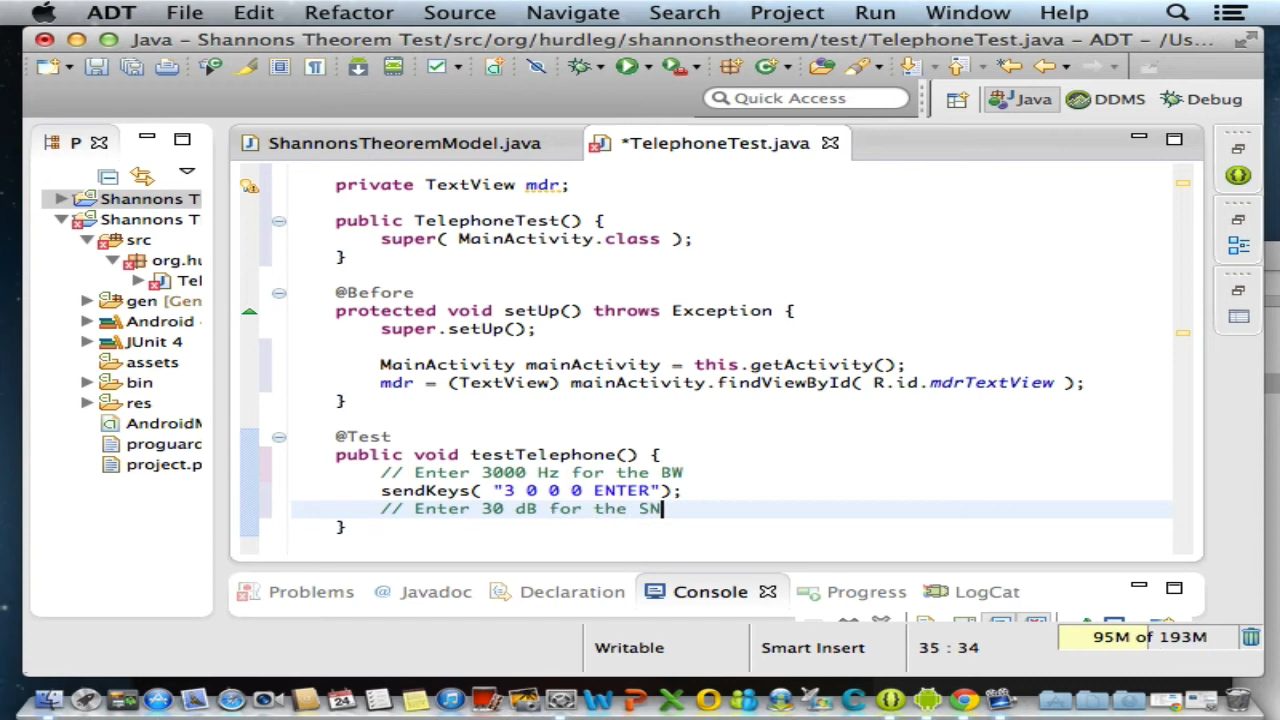 ADT File Edit Refactor Source Navigate Search Project Run Window Help
Java – Shannons Theorem Test/src/org/hurdleg/shannonstheorem/test/TelephoneTest.java – ADT – /Us...
Quick Access
Java
DDMS
Debug
P
ShannonsTheoremModel.java
*TelephoneTest.java
Shannons T
Shannons T
src
org.hu
Tel
gen [Gen
Android
JUnit 4
assets
bin
res
AndroidM
proguard
project.p
private TextView mdr;
public TelephoneTest() {
super( MainActivity.class );
}
@Before
protected void setUp() throws Exception {
super.setUp();
MainActivity mainActivity = this.getActivity();
mdr = (TextView) mainActivity.findViewById( R.id.mdrTextView );
}
@Test
public void testTelephone() {
// Enter 3000 Hz for the BW
sendKeys( "3 0 0 0 ENTER");
// Enter 30 dB for the SN
}
Problems @ Javadoc Declaration Console Progress LogCat
Writable
Smart Insert
35 : 34
95M of 193M